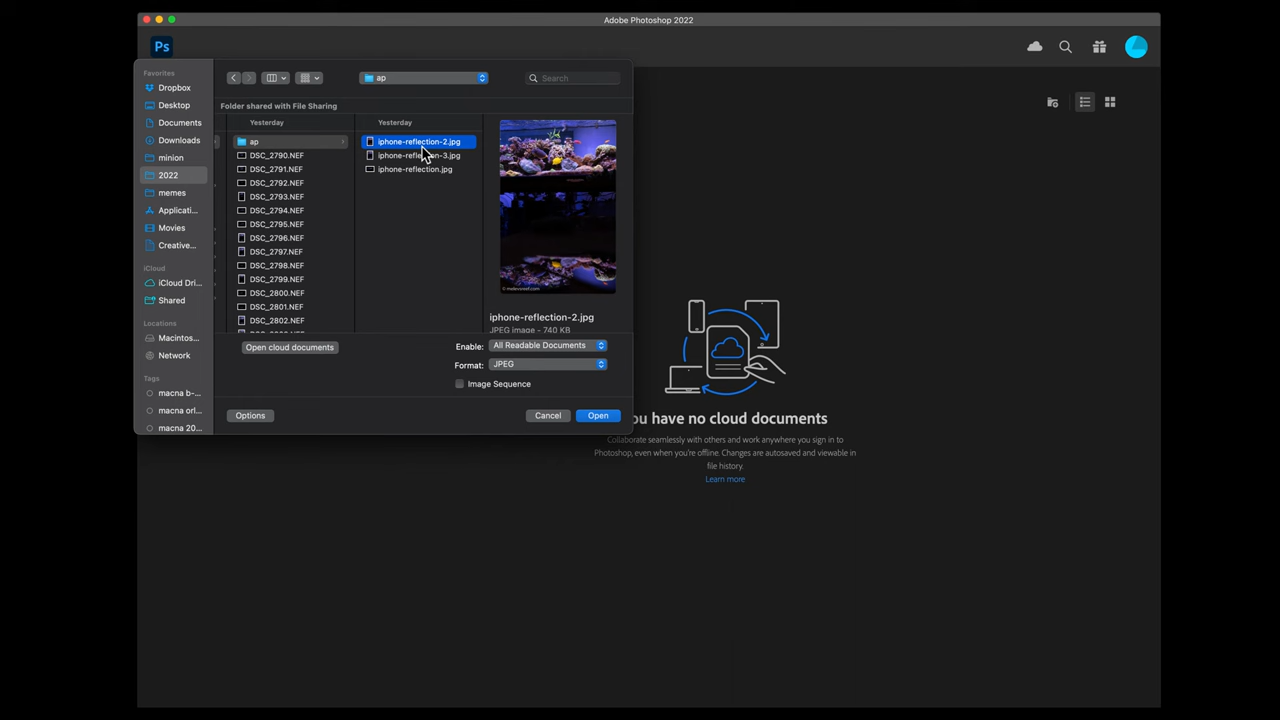 Adobe Photoshop 2022
Ps
Favorites
Dropbox
Desktop
Documents
Downloads
minion
2022
memes
Applicati...
Movies
Creative...
iCloud
iCloud Dri...
Shared
Locations
Macintos...
Network
Tags
macna b-...
macna orl...
macna 20...
ap
Search
Folder shared with File Sharing
Yesterday
ap
DSC_2790.NEF
DSC_2791.NEF
DSC_2792.NEF
DSC_2793.NEF
DSC_2794.NEF
DSC_2795.NEF
DSC_2796.NEF
DSC_2797.NEF
DSC_2798.NEF
DSC_2799.NEF
DSC_2800.NEF
DSC_2801.NEF
DSC_2802.NEF
Yesterday
iphone-reflection-2.jpg
iphone-reflection-3.jpg
iphone-reflection.jpg
© melevsreef.com
iphone-reflection-2.jpg
JPEG image - 740 KB
Open cloud documents
Enable: All Readable Documents
Format: JPEG
Image Sequence
Options
Cancel
Open
ou have no cloud documents
Collaborate seamlessly with others and work anywhere you sign in to
Photoshop, even when you're offline. Changes are autosaved and viewable in
file history.
Learn more